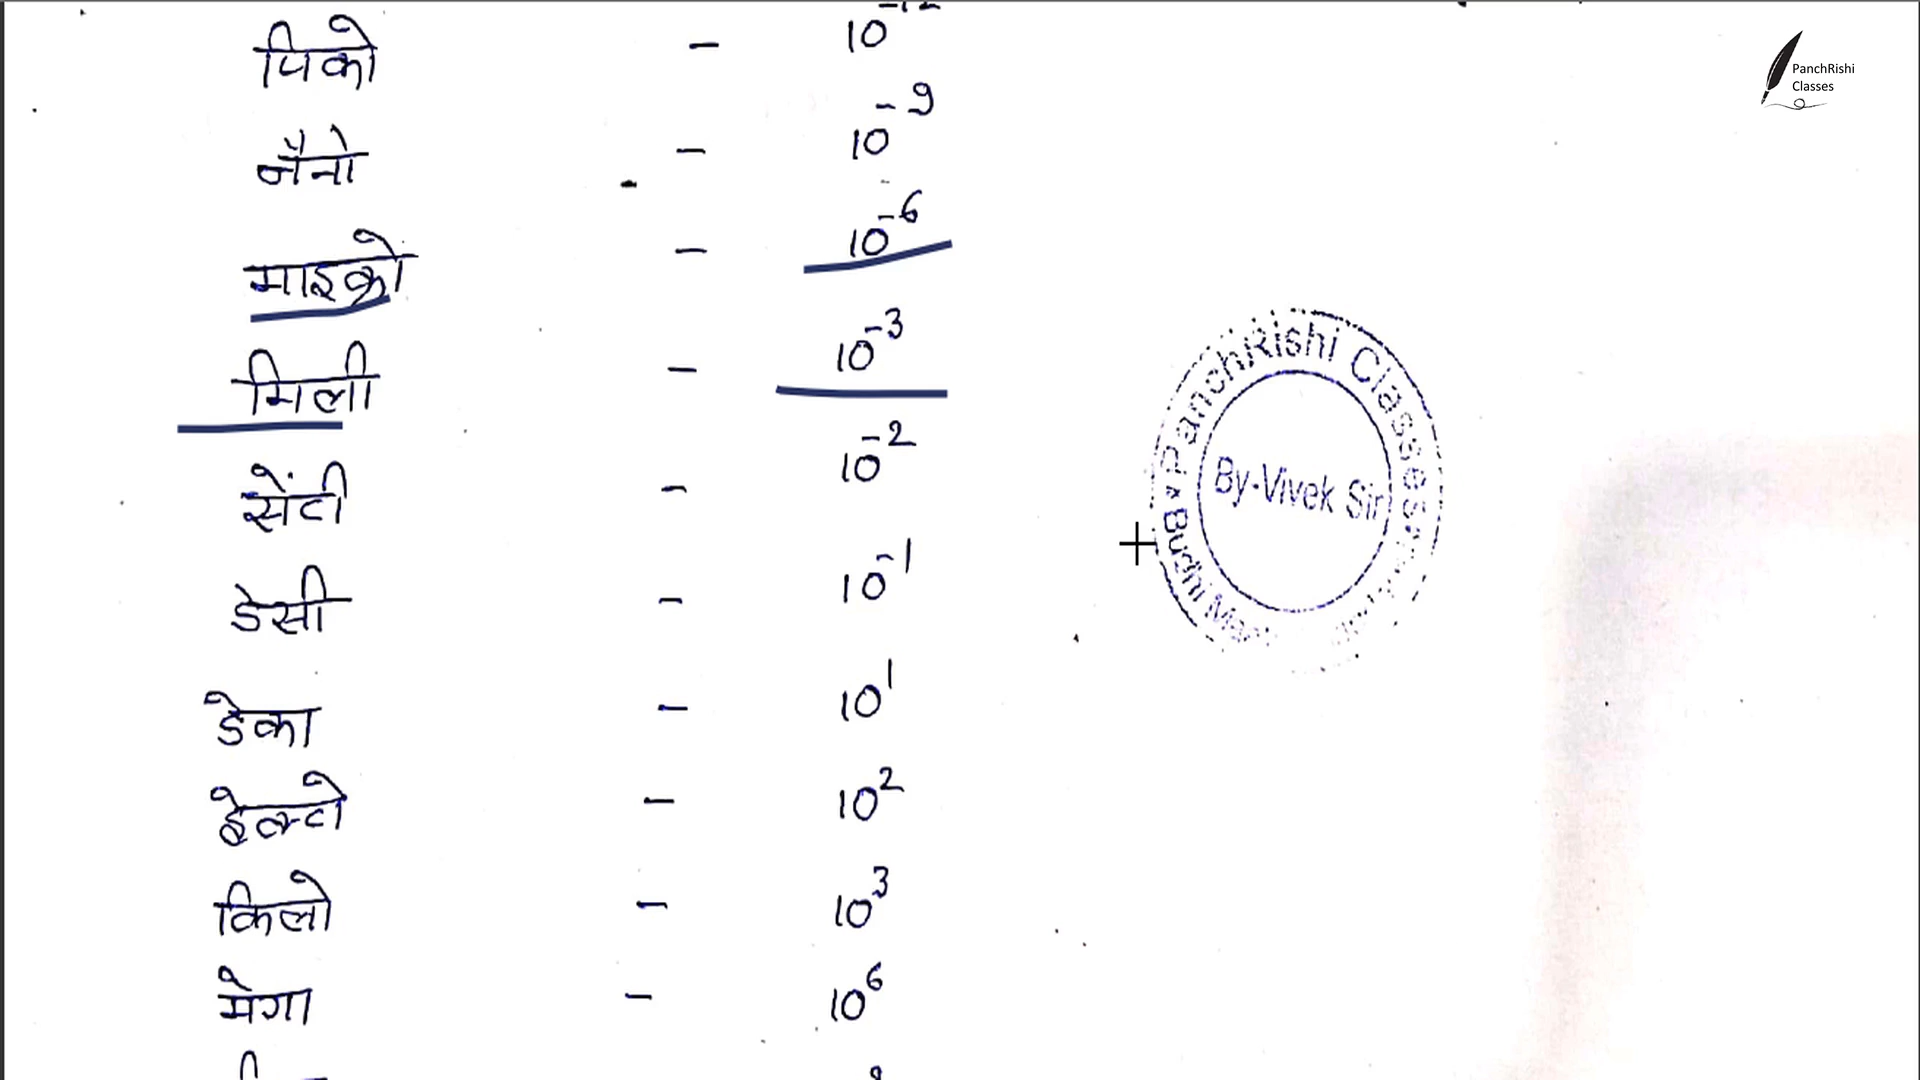 पिको - 10⁻¹²
नैनो - 10⁻⁹
माइक्रो - 10⁻⁶
मिली - 10⁻³
सेंटी - 10⁻²
डेसी - 10⁻¹
डेका - 10¹
हेक्टो - 10²
किलो - 10³
मेगा - 10⁶
PanchRishi
Classes
PanchRishi Classes
By-Vivek Sir
Budhi